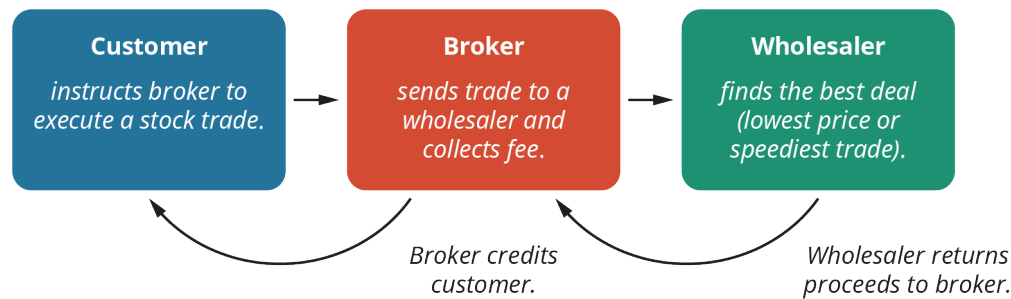 Customer
instructs broker to
execute a stock trade.
Broker
sends trade to a
wholesaler and
collects fee.
Wholesaler
finds the best deal
(lowest price or
speediest trade).
Broker credits
customer.
Wholesaler returns
proceeds to broker.